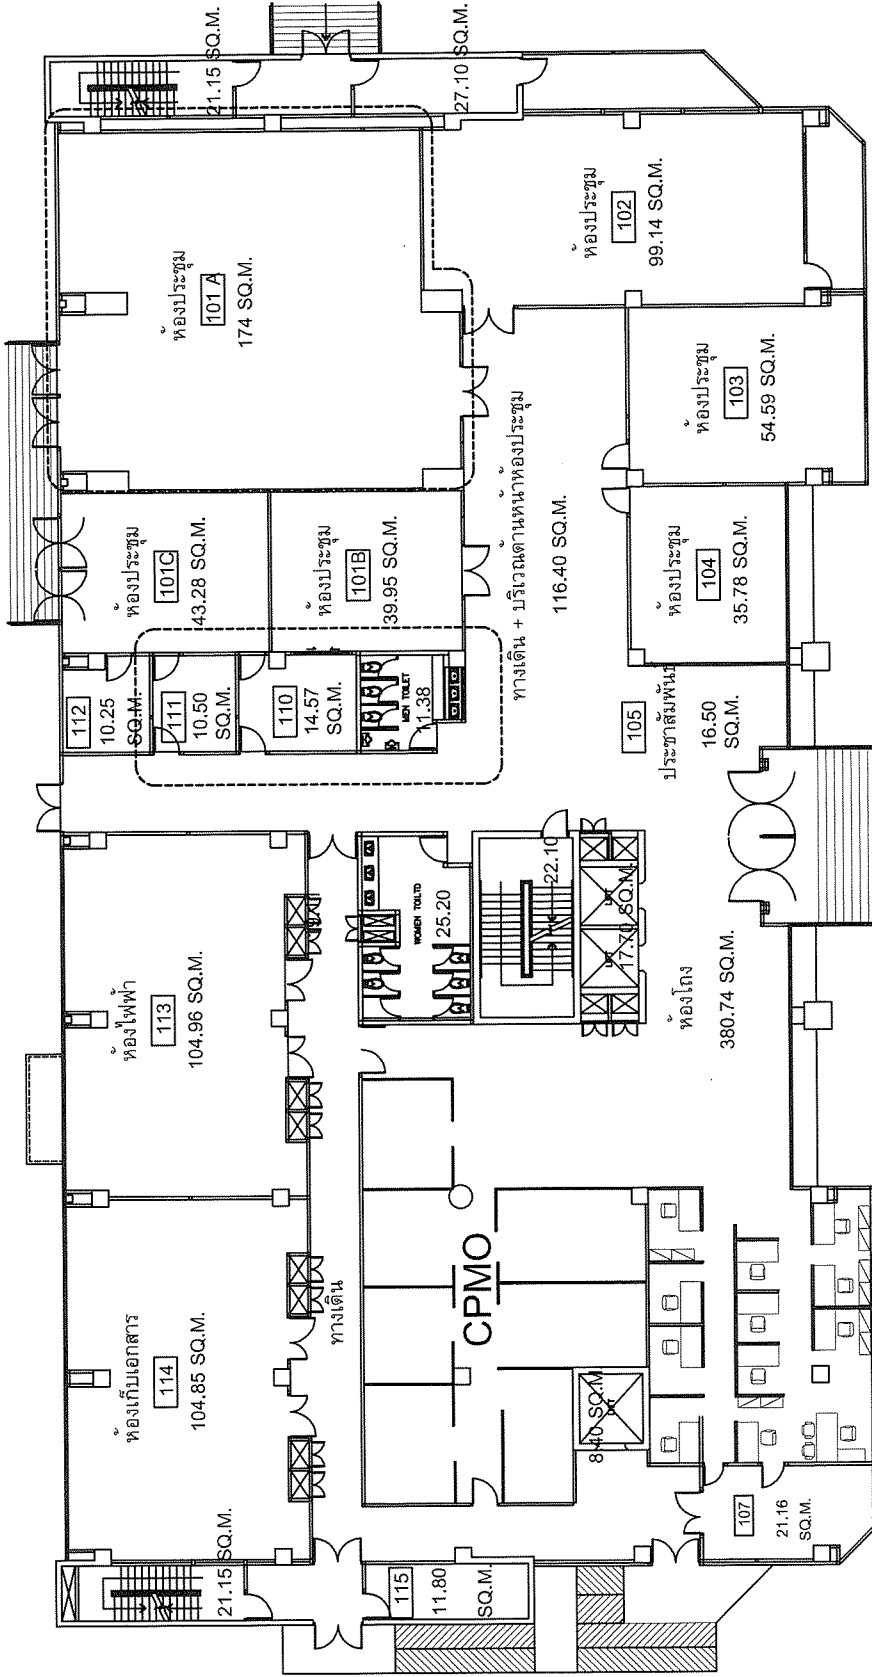 21.15 SQ.M.
27.10 SQ.M.
ห้องประชุม
101 A
174 SQ.M.
ห้องประชุม
102
99.14 SQ.M.
ห้องประชุม
103
54.59 SQ.M.
ห้องประชุม
101C
43.28 SQ.M.
ห้องประชุม
101B
39.95 SQ.M.
ทางเดิน + บริเวณด้านหน้าห้องประชุม
116.40 SQ.M.
ห้องประชุม
104
35.78 SQ.M.
112
10.25
SQ.M.
111
10.50
SQ.M.
110
14.57
SQ.M.
MEN TOILET
11.38
105
ประชาสัมพันธ์
16.50
SQ.M.
ห้องไฟฟ้า
113
104.96 SQ.M.
WOMEN TOILTD
25.20
22.10
LIFT
LIFT
17.70 SQ.M.
ห้องโถง
380.74 SQ.M.
ห้องเก็บเอกสาร
114
104.85 SQ.M.
ทางเดิน
CPMO
LIFT
8.40 SQ.M.
21.15 SQ.M.
115
11.80
SQ.M.
107
21.16
SQ.M.